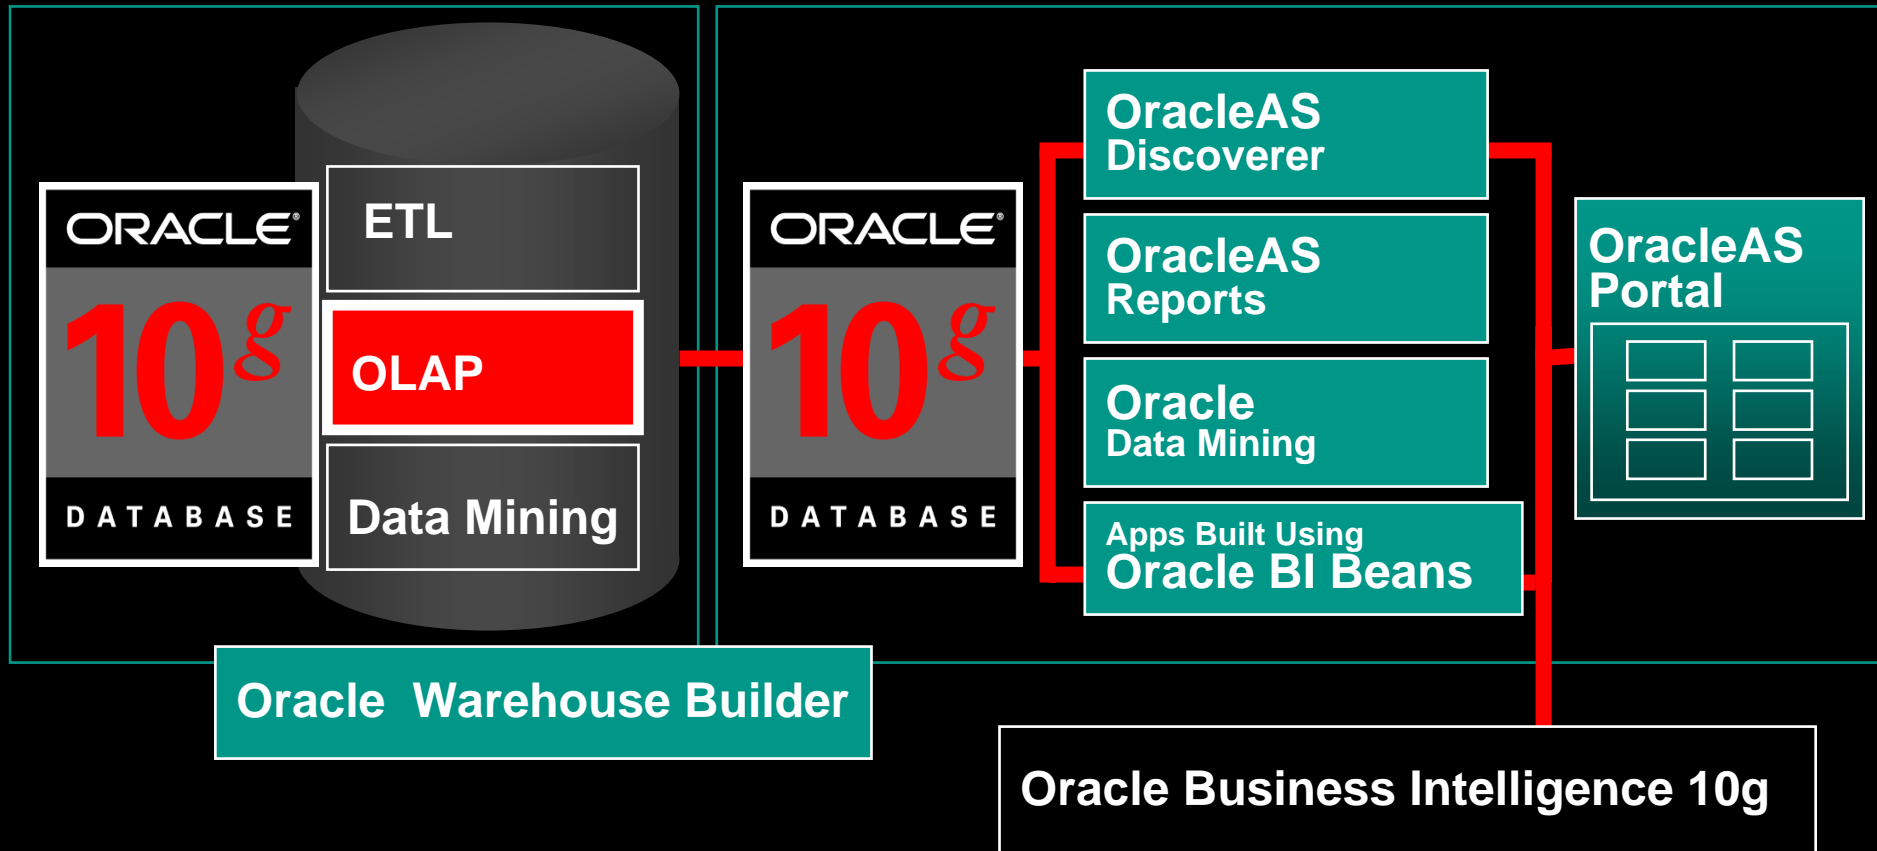 ORACLE®
10g
DATABASE
ETL
OLAP
Data Mining
ORACLE®
10g
DATABASE
OracleAS
Discoverer
OracleAS
Reports
Oracle
Data Mining
Apps Built Using
Oracle BI Beans
OracleAS
Portal
Oracle Warehouse Builder
Oracle Business Intelligence 10g